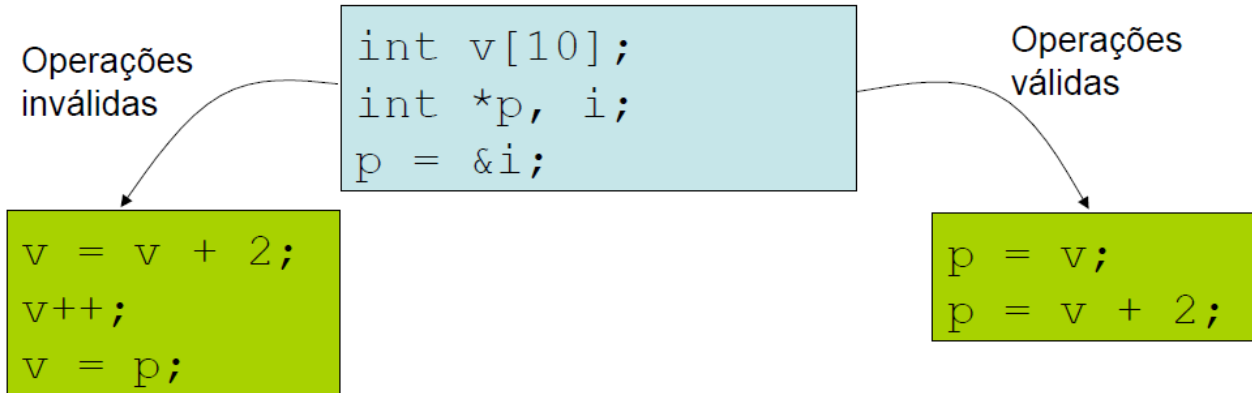 Operações
inválidas
int v[10];
int *p, i;
p = &i;
Operações
válidas
v = v + 2;
v++;
v = p;
p = v;
p = v + 2;